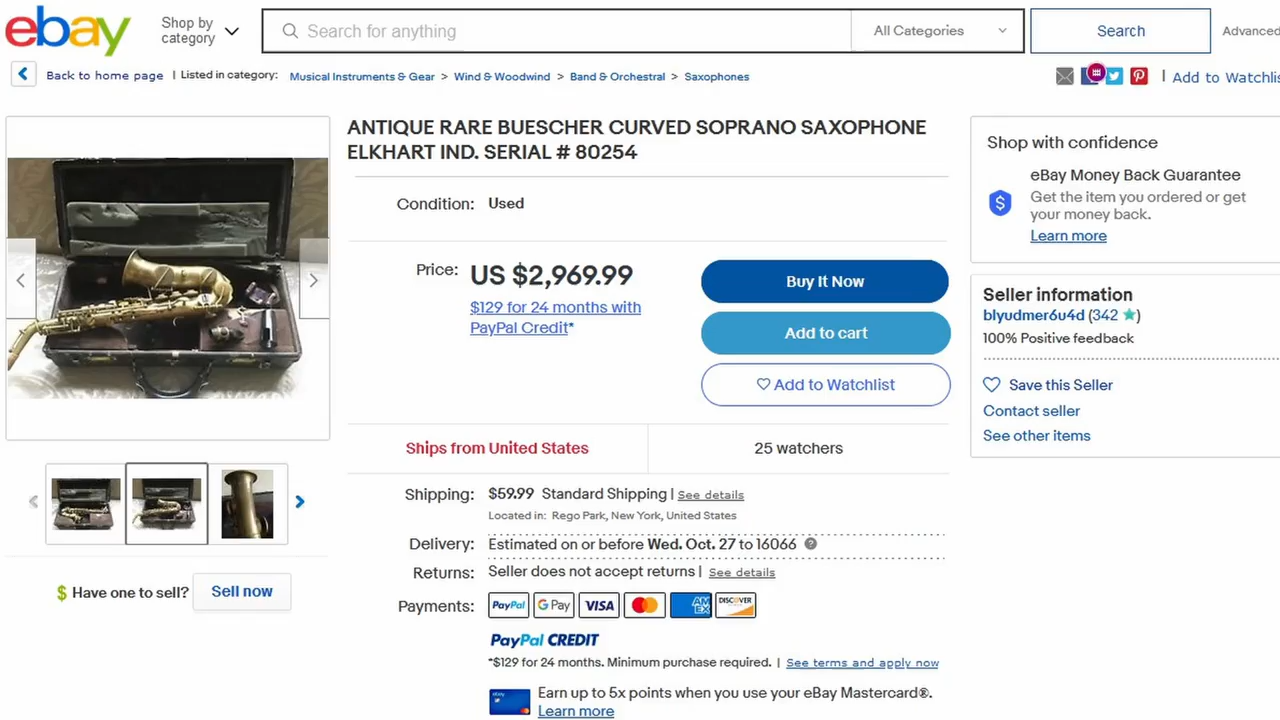 ebay
Shop by
category
Search for anything
All Categories
Search
Advanced
Back to home page | Listed in category: Musical Instruments & Gear > Wind & Woodwind > Band & Orchestral > Saxophones
| Add to Watchlis
ANTIQUE RARE BUESCHER CURVED SOPRANO SAXOPHONE
ELKHART IND. SERIAL # 80254
Condition: Used
Price: US $2,969.99
$129 for 24 months with
PayPal Credit*
Buy It Now
Add to cart
Add to Watchlist
Ships from United States
25 watchers
Shipping: $59.99 Standard Shipping | See details
Located in: Rego Park, New York, United States
Delivery: Estimated on or before Wed. Oct. 27 to 16066
Returns: Seller does not accept returns | See details
Payments: PayPal G Pay VISA AMEX DISCOVER
PayPal CREDIT
*$129 for 24 months. Minimum purchase required. | See terms and apply now
Earn up to 5x points when you use your eBay Mastercard®.
Learn more
$ Have one to sell? Sell now
Shop with confidence
eBay Money Back Guarantee
Get the item you ordered or get
your money back.
Learn more
Seller information
blyudmer6u4d (342)
100% Positive feedback
Save this Seller
Contact seller
See other items